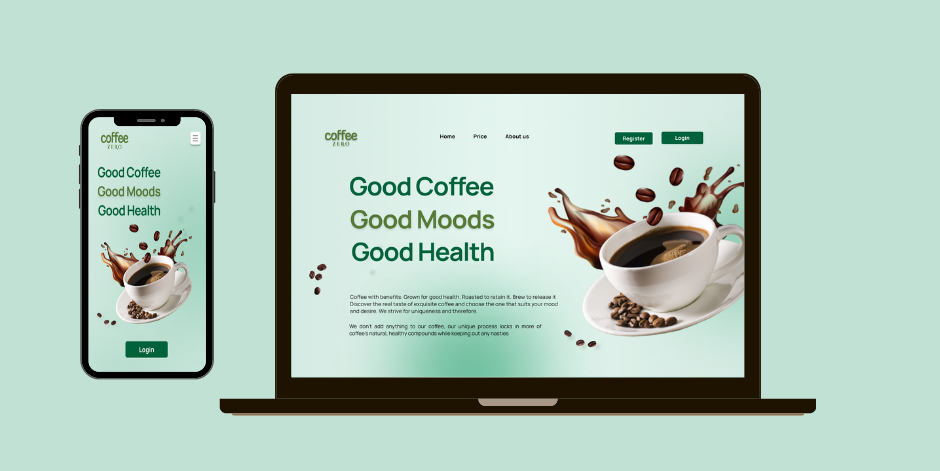 coffee
ZERO
Good Coffee
Good Moods
Good Health
Login
coffee
ZERO
Home Price About us
Register Login
Good Coffee
Good Moods
Good Health
Coffee with benefits. Grown for good health. Roasted to retain it. Brew to release it
Discover the real taste of exquisite coffee and choose the one that suits your mood
and desire. We strive for uniqueness and therefore.
We don't add anything to our coffee, our unique process locks in more of
coffee's natural, healthy compounds while keeping out any nasties